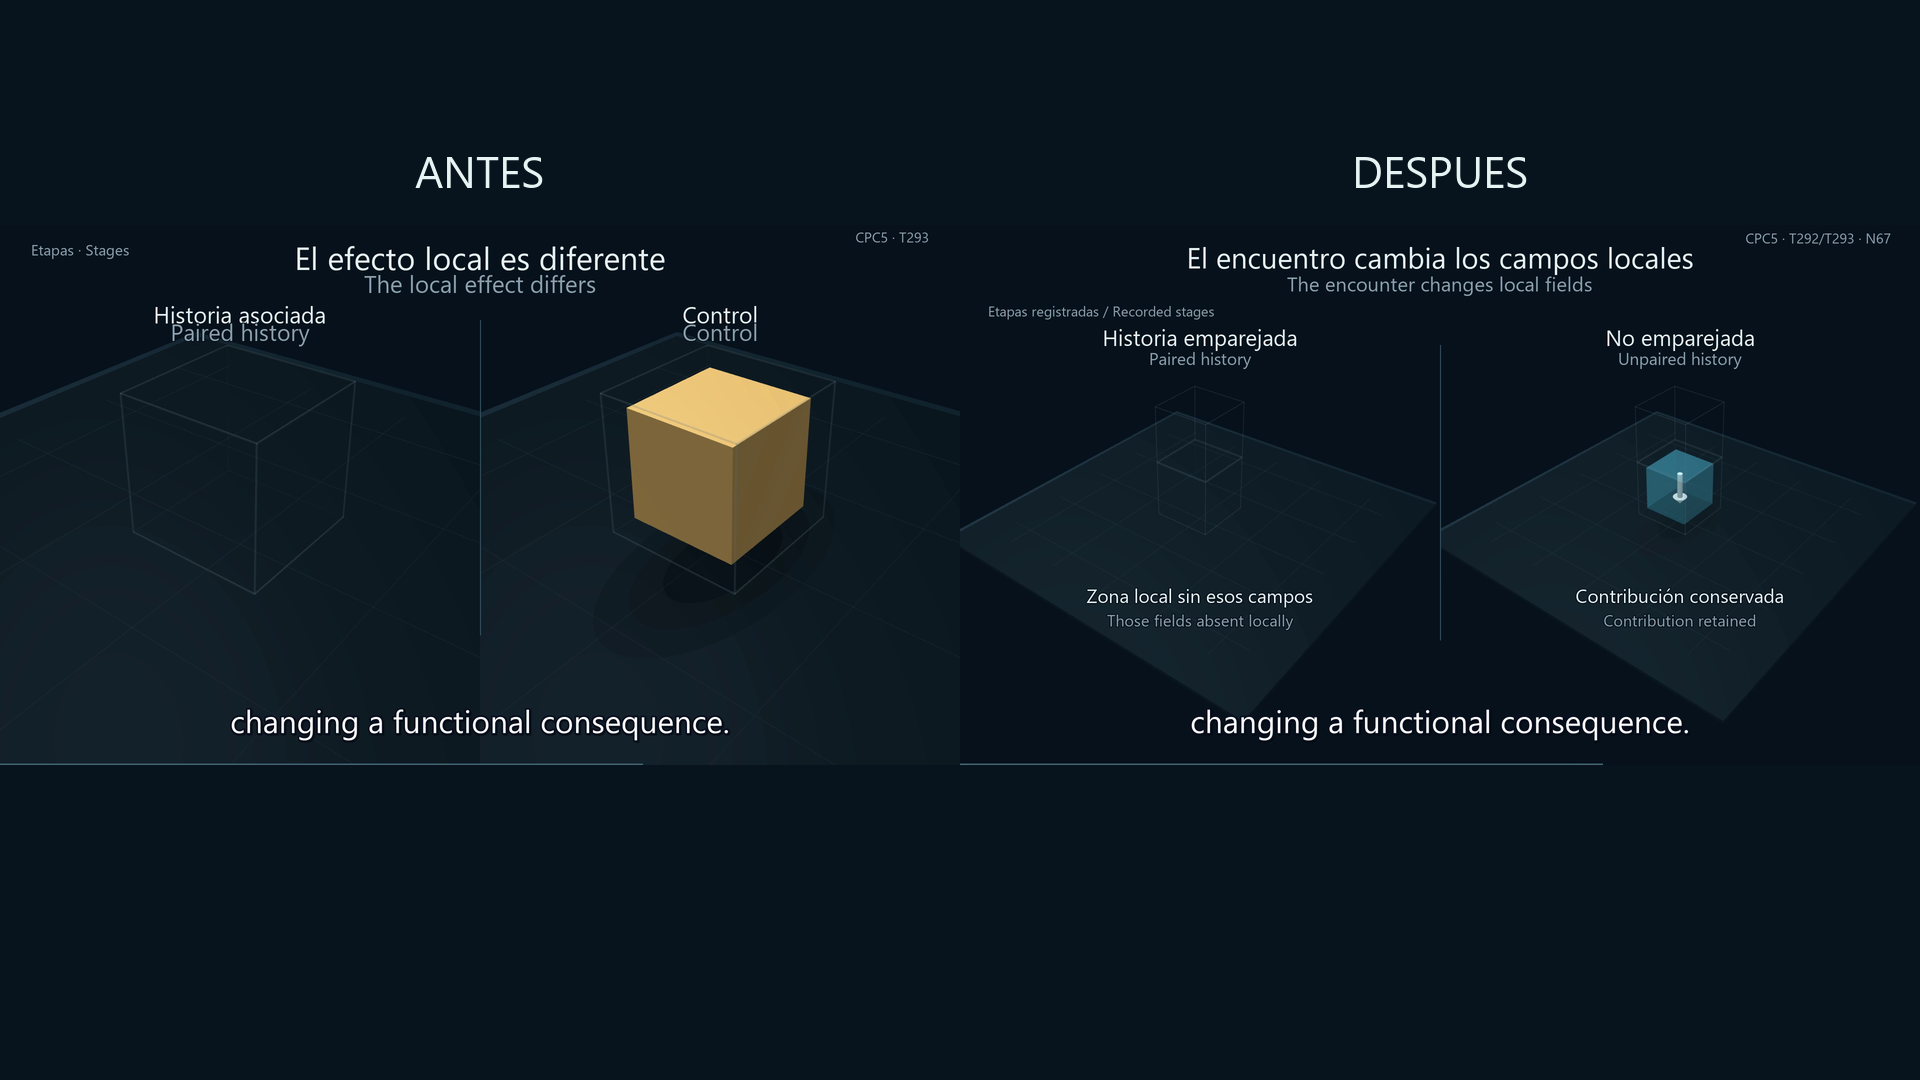 ANTES
Etapas · Stages
CPC5 · T293
El efecto local es diferente
The local effect differs
Historia asociada
Paired history
Control
Control
changing a functional consequence.
DESPUES
CPC5 · T292/T293 · N67
El encuentro cambia los campos locales
The encounter changes local fields
Etapas registradas / Recorded stages
Historia emparejada
Paired history
No emparejada
Unpaired history
Zona local sin esos campos
Those fields absent locally
Contribución conservada
Contribution retained
changing a functional consequence.